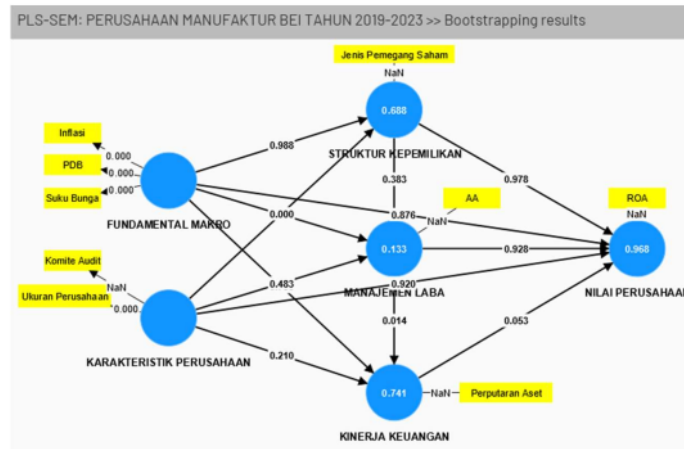 PLS-SEM: PERUSAHAAN MANUFAKTUR BEI TAHUN 2019-2023 >> Bootstrapping results
Jenis Pemegang Saham
NaN
0.688
STRUKTUR KEPEMILIKAN
Inflasi
0.000
PDB
0.000
Suku Bunga
0.000
FUNDAMENTAL MAKRO
0.988
0.383
0.978
AA
NaN
ROA
NaN
0.000
0.876
0.133
0.928
0.968
MANAJEMEN LABA
NILAI PERUSAHAAN
Komite Audit
NaN
Ukuran Perusahaan
0.000
KARAKTERISTIK PERUSAHAAN
0.483
0.920
0.014
0.210
0.053
0.741
NaN
Perputaran Aset
KINERJA KEUANGAN